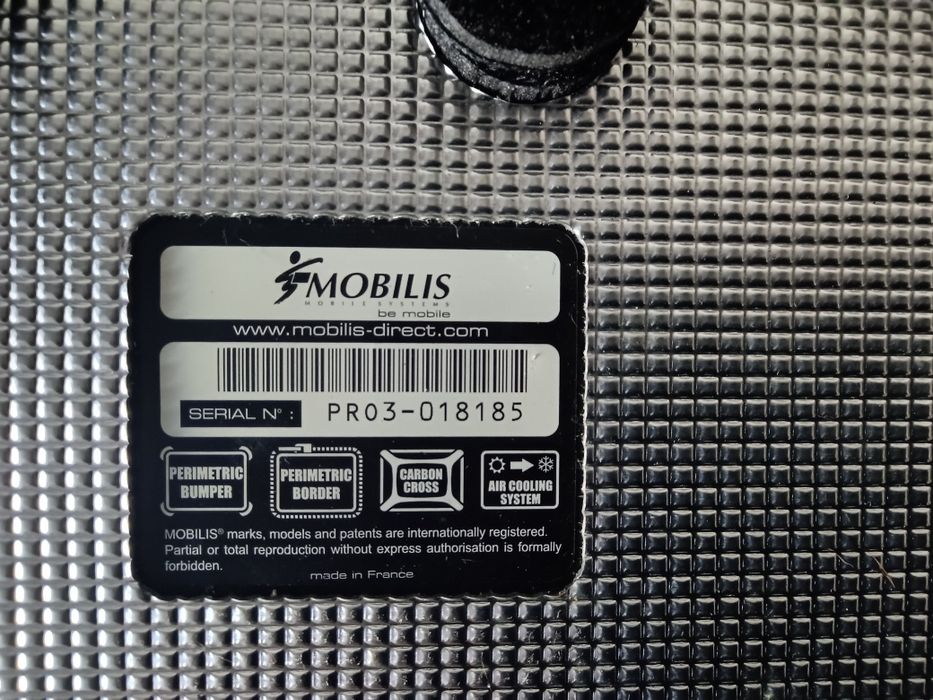 MOBILIS
MOBILE SYSTEMS
be mobile
www.mobilis-direct.com
SERIAL N° : PR03-018185
PERIMETRIC BUMPER
PERIMETRIC BORDER
CARBON CROSS
AIR COOLING SYSTEM
MOBILIS® marks, models and patents are internationally registered.
Partial or total reproduction without express authorisation is formally
forbidden.
made in France